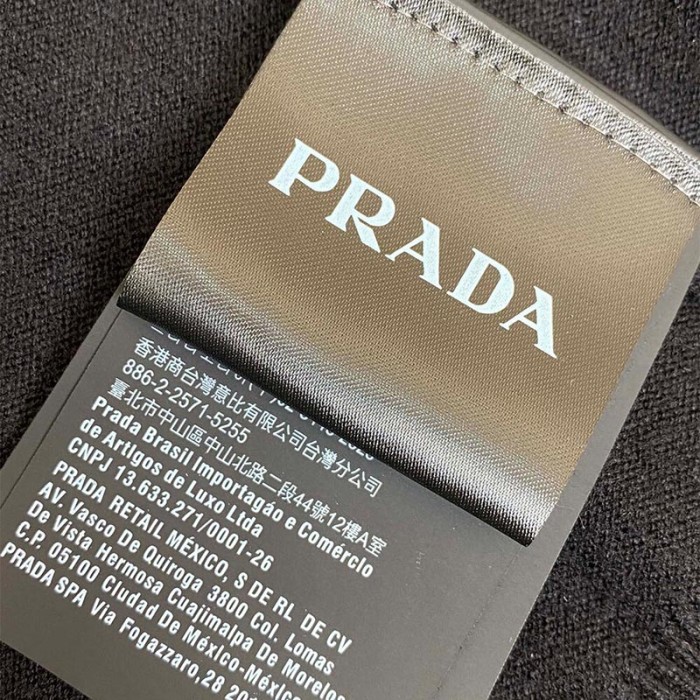 PRADA
香港商台灣意比有限公司台灣分公司
886-2-2571-5255
臺北市中山區中山北路二段44號12樓A室
Prada Brasil Importagáo e Comércio
de Artigos de Luxo Ltda
CNPJ 13.633.271/0001-26
PRADA RETAIL MÉXICO, S DE RL DE CV
AV. Vasco De Quiroga 3800 Col. Lomas
De Vista Hermosa Cuajimalpa De Morelos
C.P. 05100 Ciudad De México-México
PRADA SPA Via Fogazzaro, 28